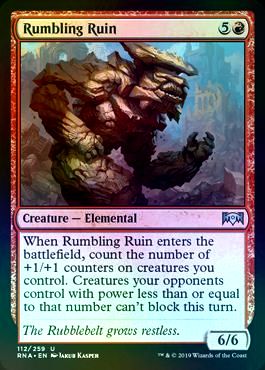 Rumbling Ruin 5
Creature — Elemental
When Rumbling Ruin enters the
battlefield, count the number of
+1/+1 counters on creatures you
control. Creatures your opponents
control with power less than or equal
to that number can't block this turn.
The Rubblebelt grows restless.
6/6
112/259 U
RNA • EN JAKUB KASPER
™ & © 2019 Wizards of the Coast